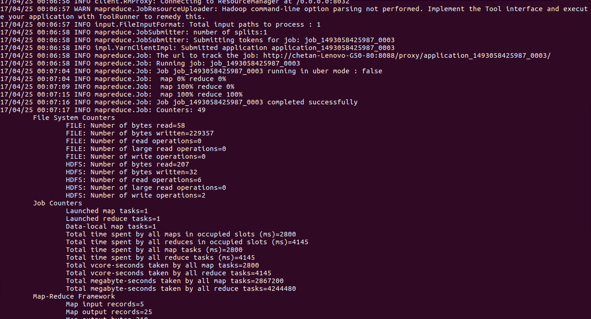 17/04/25 00:06:56 INFO client.RMProxy: Connecting to ResourceManager at /0.0.0.0:8032
17/04/25 00:06:56 WARN mapreduce.JobResourceUploader: Hadoop command-line option parsing not performed. Implement the Tool interface and execut
e your application with ToolRunner to remedy this.
17/04/25 00:06:57 INFO input.FileInputFormat: Total input paths to process : 1
17/04/25 00:06:58 INFO mapreduce.JobSubmitter: number of splits:1
17/04/25 00:06:58 INFO mapreduce.JobSubmitter: Submitting tokens for job: job_1493058425987_0003
17/04/25 00:06:58 INFO impl.YarnClientImpl: Submitted application application_1493058425987_0003
17/04/25 00:06:58 INFO mapreduce.Job: The url to track the job: http://chetan-Lenovo-G50-80:8088/proxy/application_1493058425987_0003/
17/04/25 00:06:58 INFO mapreduce.Job: Running job: job_1493058425987_0003
17/04/25 00:07:04 INFO mapreduce.Job: Job job_1493058425987_0003 running in uber mode : false
17/04/25 00:07:04 INFO mapreduce.Job:  map 0% reduce 0%
17/04/25 00:07:09 INFO mapreduce.Job:  map 100% reduce 0%
17/04/25 00:07:15 INFO mapreduce.Job:  map 100% reduce 100%
17/04/25 00:07:16 INFO mapreduce.Job: Job job_1493058425987_0003 completed successfully
17/04/25 00:07:17 INFO mapreduce.Job: Counters: 49
File System Counters
FILE: Number of bytes read=58
FILE: Number of bytes written=229357
FILE: Number of read operations=0
FILE: Number of large read operations=0
FILE: Number of write operations=0
HDFS: Number of bytes read=207
HDFS: Number of bytes written=32
HDFS: Number of read operations=6
HDFS: Number of large read operations=0
HDFS: Number of write operations=2
Job Counters
Launched map tasks=1
Launched reduce tasks=1
Data-local map tasks=1
Total time spent by all maps in occupied slots (ms)=2800
Total time spent by all reduces in occupied slots (ms)=4145
Total time spent by all map tasks (ms)=2800
Total time spent by all reduce tasks (ms)=4145
Total vcore-seconds taken by all map tasks=2800
Total vcore-seconds taken by all reduce tasks=4145
Total megabyte-seconds taken by all map tasks=2867200
Total megabyte-seconds taken by all reduce tasks=4244480
Map-Reduce Framework
Map input records=5
Map output records=25
Map output bytes=260